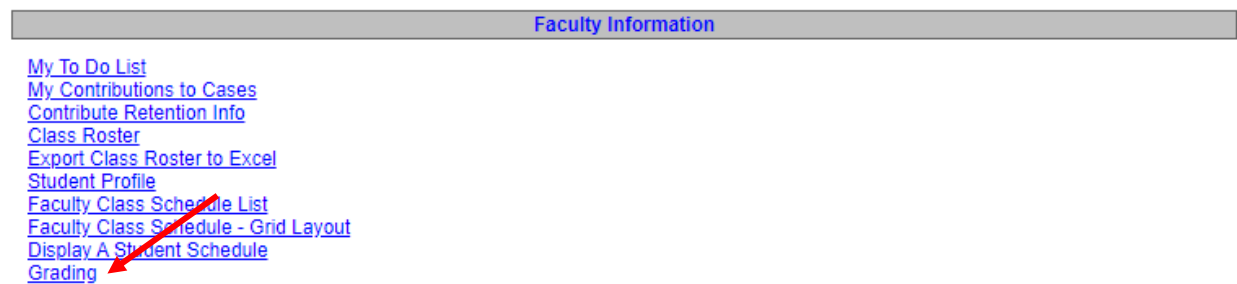 Faculty Information
My To Do List
My Contributions to Cases
Contribute Retention Info
Class Roster
Export Class Roster to Excel
Student Profile
Faculty Class Schedule List
Faculty Class Schedule - Grid Layout
Display A Student Schedule
Grading